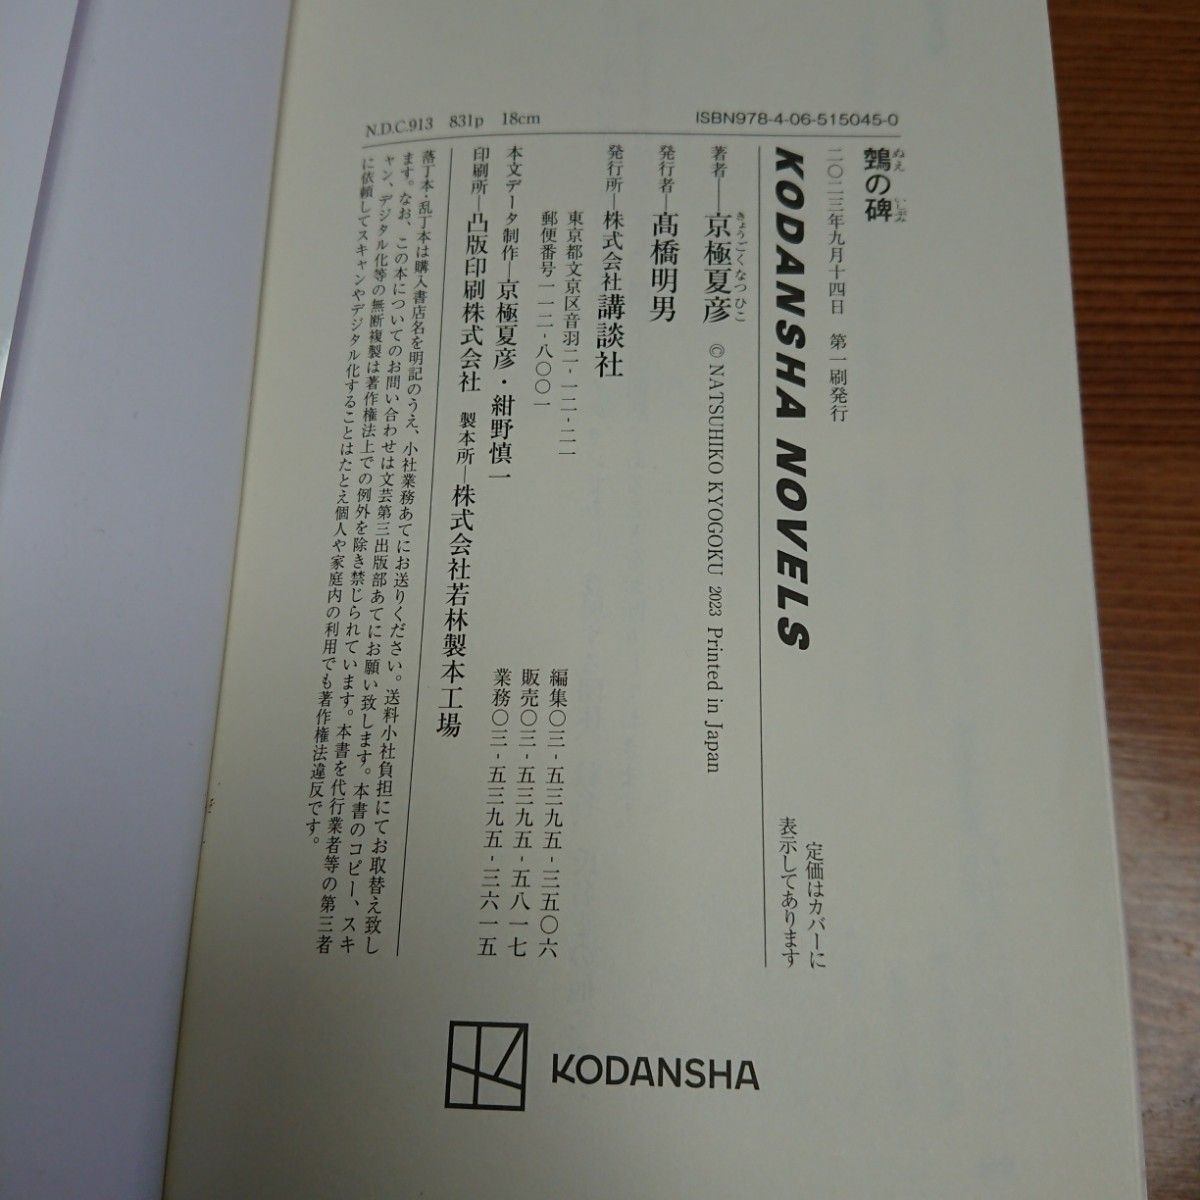 ISBN978-4-06-515045-0
N.D.C.913 831p 18cm
鵼の碑
ぬえ いしぶみ
二〇二三年九月十四日 第一刷発行
KODANSHA NOVELS
定価はカバーに
表示してあります
著者—京極夏彦 © NATSUHIKO KYOGOKU 2023 Printed in Japan
きょうごくなつひこ
発行者—髙橋明男
発行所—株式会社講談社
東京都文京区音羽二-一二-二一
郵便番号一一二-八〇〇一
編集〇三-五三九五-三五〇六
販売〇三-五三九五-五八一七
業務〇三-五三九五-三六一五
本文データ制作—京極夏彦・紺野慎一
印刷所—凸版印刷株式会社 製本所—株式会社若林製本工場
落丁本・乱丁本は購入書店名を明記のうえ、小社業務あてにお送りください。送料小社負担にてお取替え致し
ます。なお、この本についてのお問い合わせは文芸第三出版部あてにお願い致します。本書のコピー、スキ
ャン、デジタル化等の無断複製は著作権法上での例外を除き禁じられています。本書を代行業者等の第三者
に依頼してスキャンやデジタル化することはたとえ個人や家庭内の利用でも著作権法違反です。
KODANSHA